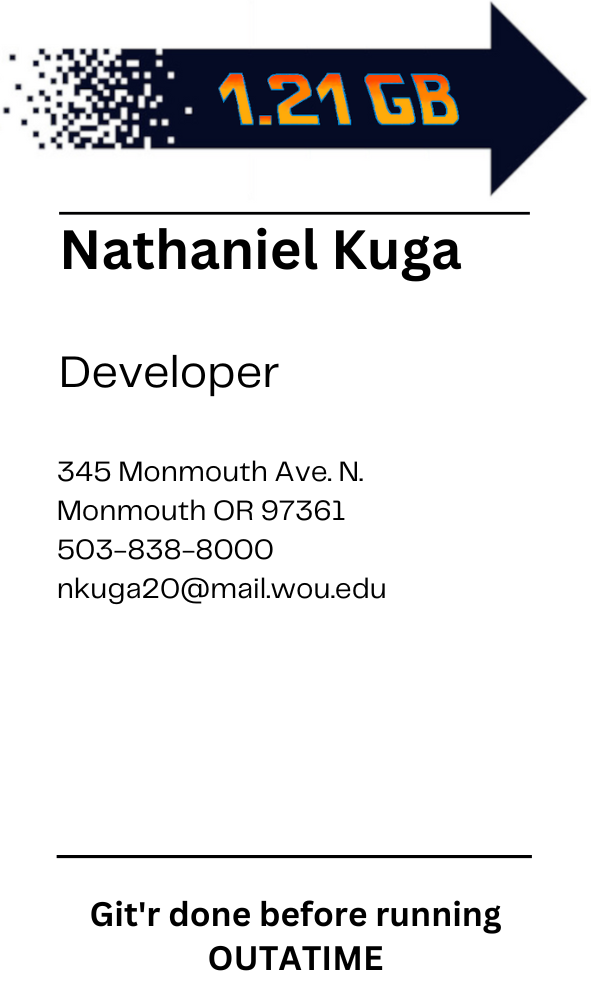 1.21 GB
Nathaniel Kuga
Developer
345 Monmouth Ave. N.
Monmouth OR 97361
503-838-8000
nkuga20@mail.wou.edu
Git'r done before running
OUTATIME